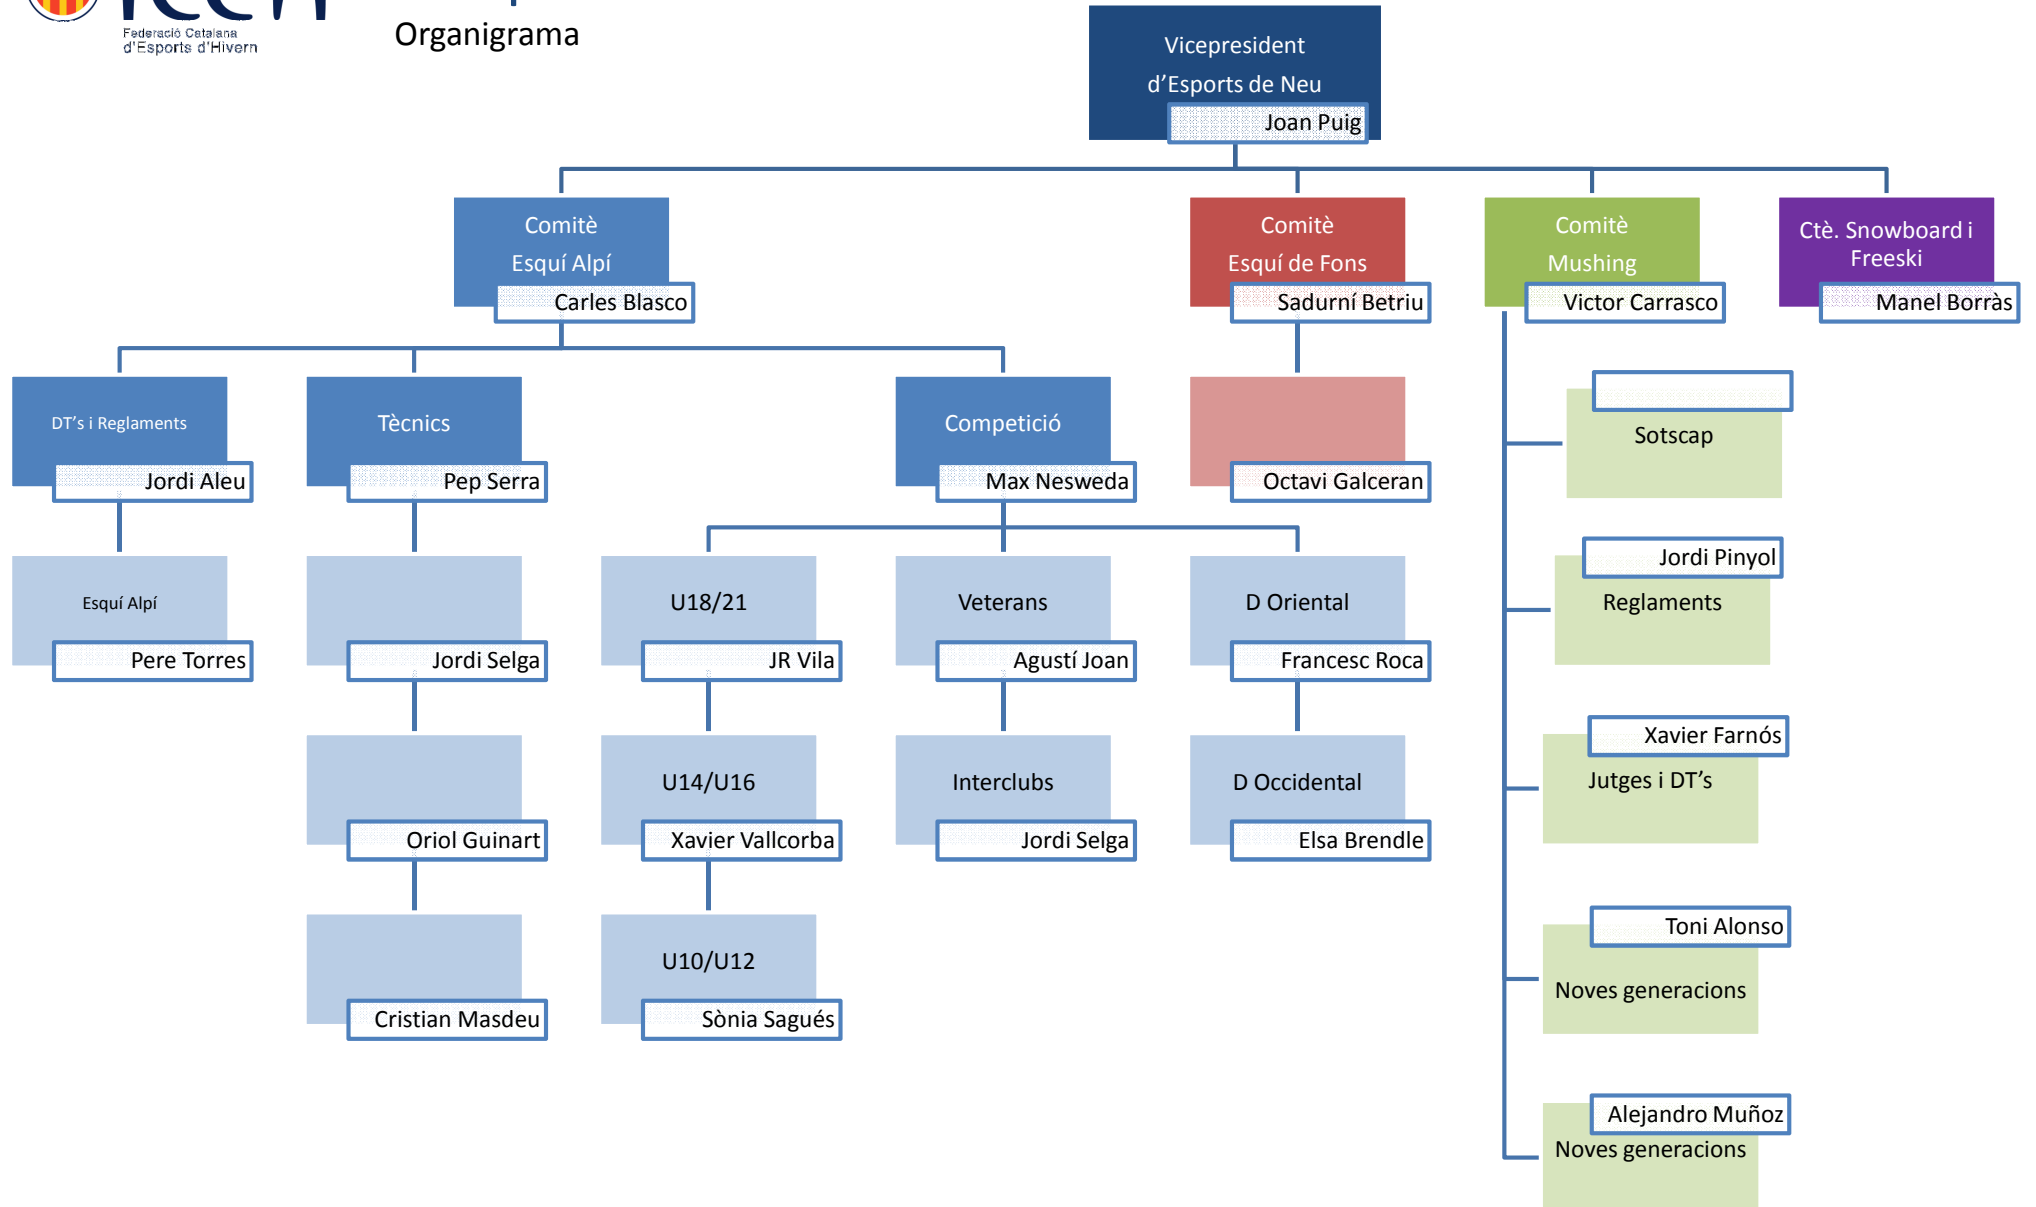 Federació Catalana
d'Esports d'Hivern
Organigrama
Vicepresident
d'Esports de Neu
Joan Puig
Comitè
Esquí Alpí
Carles Blasco
Comitè
Esquí de Fons
Sadurní Betriu
Comitè
Mushing
Victor Carrasco
Ctè. Snowboard i
Freeski
Manel Borràs
DT's i Reglaments
Jordi Aleu
Tècnics
Pep Serra
Competició
Max Nesweda
Octavi Galceran
Sotscap
Esquí Alpí
Pere Torres
Jordi Selga
U18/21
JR Vila
Veterans
Agustí Joan
D Oriental
Francesc Roca
Jordi Pinyol
Reglaments
Oriol Guinart
U14/U16
Xavier Vallcorba
Interclubs
Jordi Selga
D Occidental
Elsa Brendle
Xavier Farnós
Jutges i DT's
Cristian Masdeu
U10/U12
Sònia Sagués
Toni Alonso
Noves generacions
Alejandro Muñoz
Noves generacions